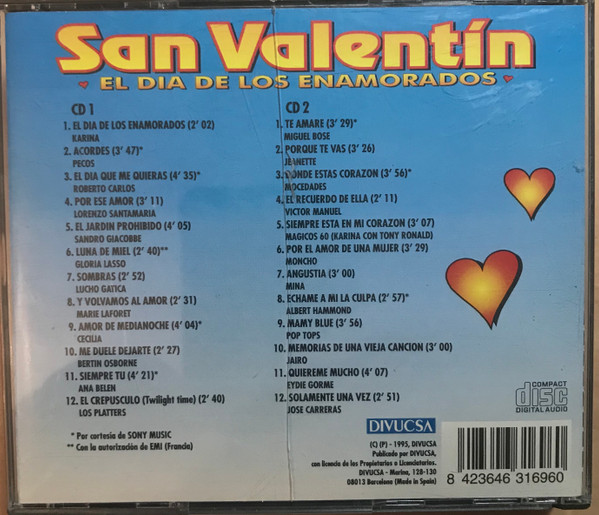 San Valentín
EL DIA DE LOS ENAMORADOS
CD 1
1. EL DIA DE LOS ENAMORADOS (2' 02)
KARINA
2. ACORDES (3' 47)*
PECOS
3. EL DIA QUE ME QUIERAS (4' 35)*
ROBERTO CARLOS
4. POR ESE AMOR (3' 11)
LORENZO SANTAMARIA
5. EL JARDIN PROHIBIDO (4' 05)
SANDRO GIACOBBE
6. LUNA DE MIEL (2' 40)**
GLORIA LASSO
7. SOMBRAS (2' 52)
LUCHO GATICA
8. Y VOLVAMOS AL AMOR (2' 31)
MARIE LAFORET
9. AMOR DE MEDIANOCHE (4' 04)*
CECILIA
10. ME DUELE DEJARTE (2' 27)
BERTIN OSBORNE
11. SIEMPRE TU (4' 21)*
ANA BELEN
12. EL CREPUSCULO (Twilight time) (2' 40)
LOS PLATTERS
* Por cortesía de SONY MUSIC
** Con la autorización de EMI (Francia)
CD 2
1. TE AMARE (3' 29)*
MIGUEL BOSE
2. PORQUE TE VAS (3' 26)
JEANETTE
3. DONDE ESTAS CORAZON (3' 56)*
MOCEDADES
4. EL RECUERDO DE ELLA (2' 11)
VICTOR MANUEL
5. SIEMPRE ESTA EN MI CORAZON (3' 07)
MAGICOS 60 (KARINA CON TONY RONALD)
6. POR EL AMOR DE UNA MUJER (3' 29)
MONCHO
7. ANGUSTIA (3' 00)
MINA
8. ECHAME A MI LA CULPA (2' 57)*
ALBERT HAMMOND
9. MAMY BLUE (3' 56)
POP TOPS
10. MEMORIAS DE UNA VIEJA CANCION (3' 00)
JAIRO
11. QUIEREME MUCHO (4' 07)
EYDIE GORME
12. SOLAMENTE UNA VEZ (2' 51)
JOSE CARRERAS
DIVUCSA
(C) (P) - 1995, DIVUCSA
Publicado por DIVUCSA,
con licencia de los Propietarios o Licenciatarios.
DIVUCSA - Marina, 128-130
08013 Barcelona (Made in Spain)
COMPACT
disc
DIGITAL AUDIO
8 423646 316960